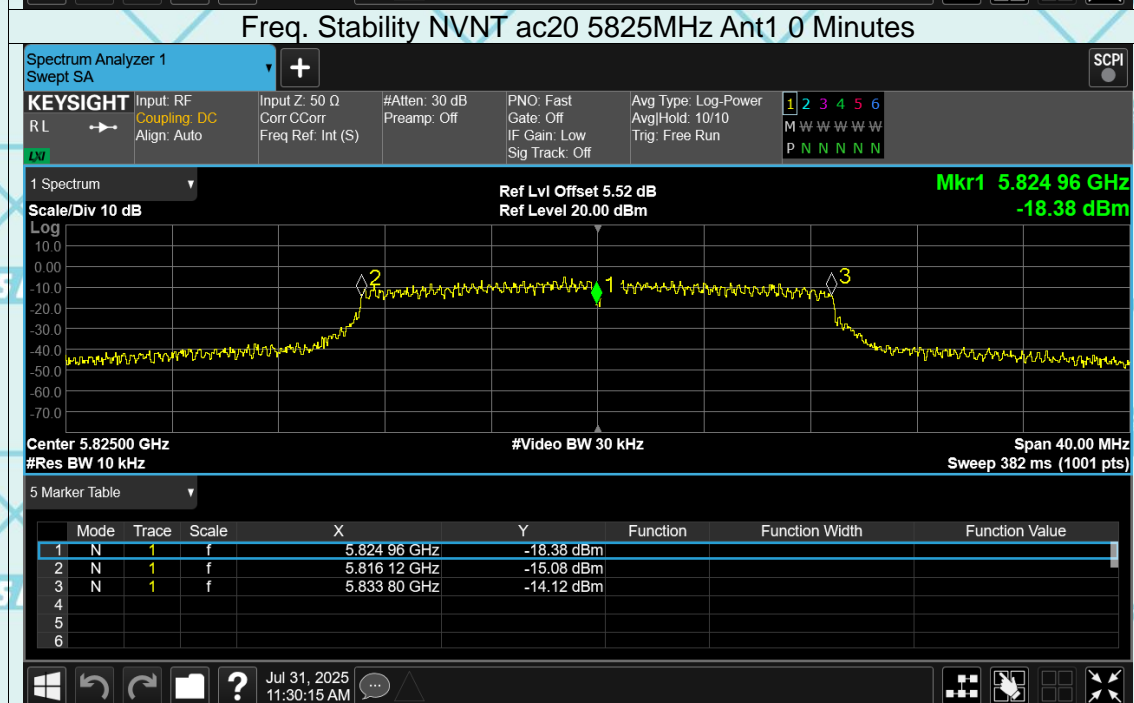 Freq. Stability NVNT ac20 5825MHz Ant1 0 Minutes
Spectrum Analyzer 1
Swept SA
+
SCPI
KEYSIGHT
RL
LXI
Input: RF
Coupling: DC
Align: Auto
Input Z: 50 Ω
Corr CCorr
Freq Ref: Int (S)
#Atten: 30 dB
Preamp: Off
PNO: Fast
Gate: Off
IF Gain: Low
Sig Track: Off
Avg Type: Log-Power
Avg|Hold: 10/10
Trig: Free Run
1 2 3 4 5 6
M W W W W W
P N N N N N
1 Spectrum
Scale/Div 10 dB
Ref Lvl Offset 5.52 dB
Ref Level 20.00 dBm
Mkr1 5.824 96 GHz
-18.38 dBm
Log
10.0
0.00
-10.0
-20.0
-30.0
-40.0
-50.0
-60.0
-70.0
2
1
3
Center 5.82500 GHz
#Res BW 10 kHz
#Video BW 30 kHz
Span 40.00 MHz
Sweep 382 ms (1001 pts)
5 Marker Table
Mode Trace Scale X Y Function Function Width Function Value
1 N 1 f 5.824 96 GHz -18.38 dBm
2 N 1 f 5.816 12 GHz -15.08 dBm
3 N 1 f 5.833 80 GHz -14.12 dBm
4
5
6
?
Jul 31, 2025
11:30:15 AM